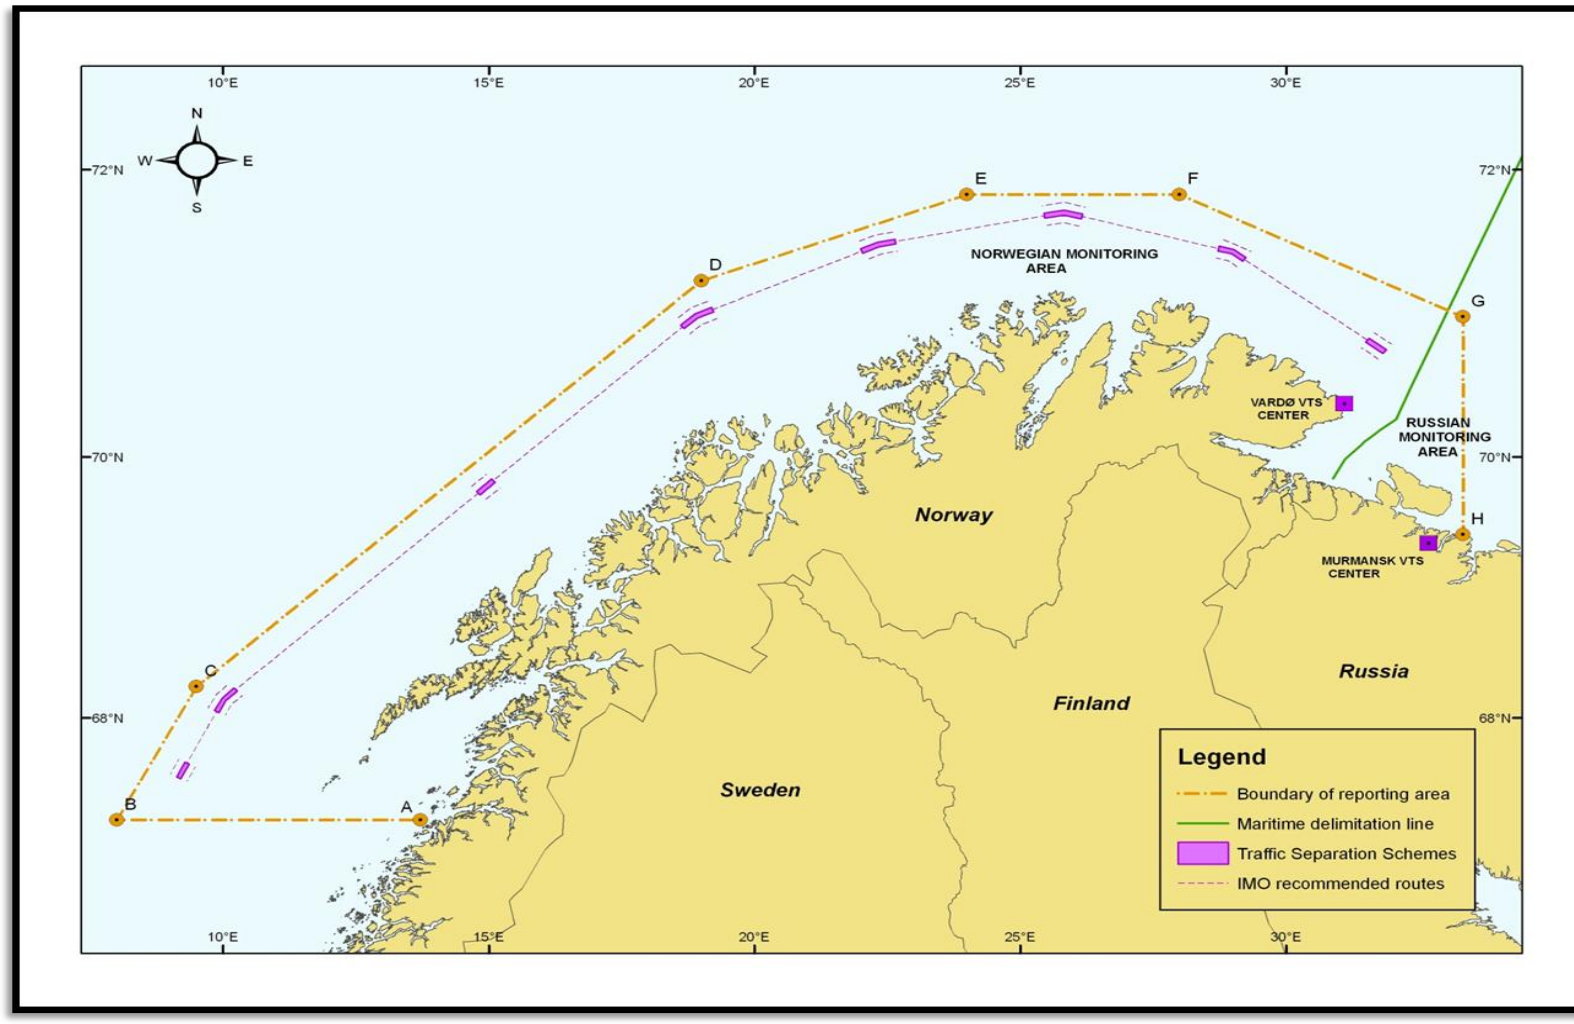 10°E
15°E
20°E
25°E
30°E
N
W E
S
72°N
72°N
E
F
D
NORWEGIAN MONITORING
AREA
G
VARDØ VTS
CENTER
RUSSIAN
MONITORING
AREA
70°N
70°N
Norway
H
MURMANSK VTS
CENTER
C
Russia
Finland
68°N
68°N
Sweden
B
A
Legend
Boundary of reporting area
Maritime delimitation line
Traffic Separation Schemes
IMO recommended routes
10°E
15°E
20°E
25°E
30°E